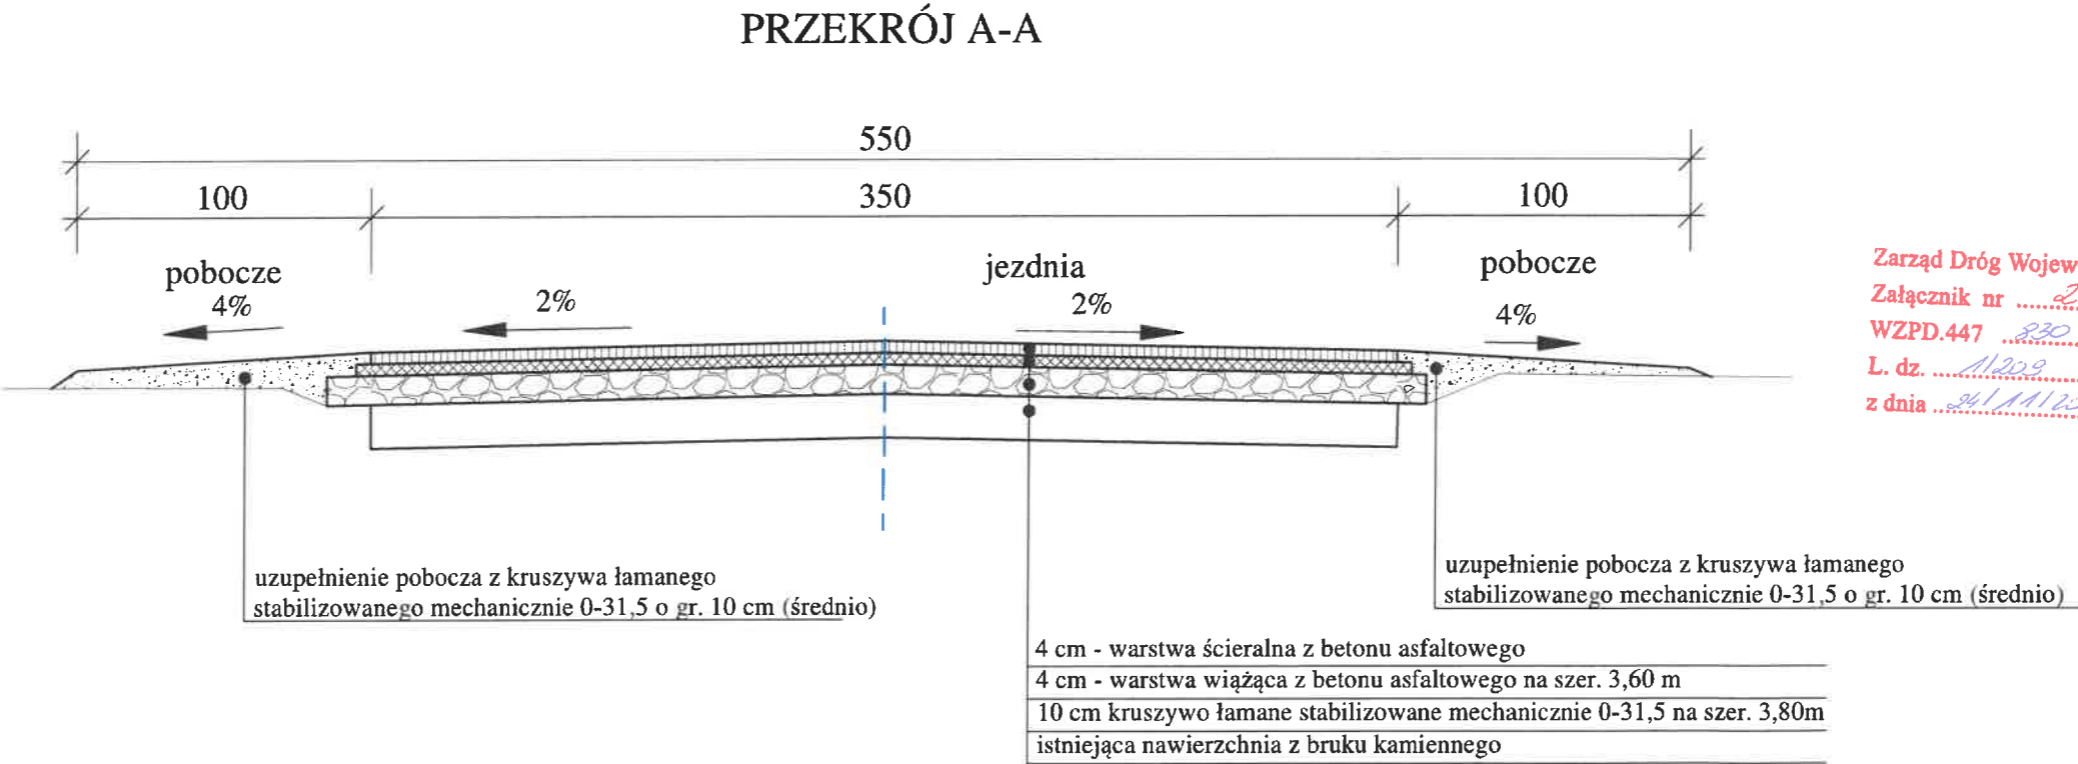 PRZEKRÓJ A-A
550
100
350
100
pobocze
jezdnia
pobocze
4%
2%
2%
4%
Zarząd Dróg
Załącznik nr
WZPD.447 830
L. dz. 11209
z dnia 24/11/
uzupełnienie pobocza z kruszywa łamanego
stabilizowanego mechanicznie 0-31,5 o gr. 10 cm (średnio)
uzupełnienie pobocza z kruszywa łamanego
stabilizowanego mechanicznie 0-31,5 o gr. 10 cm (średnio)
4 cm - warstwa ścieralna z betonu asfaltowego
4 cm - warstwa wiążąca z betonu asfaltowego na szer. 3,60 m
10 cm kruszywo łamane stabilizowane mechanicznie 0-31,5 na szer. 3,80m
istniejąca nawierzchnia z bruku kamiennego